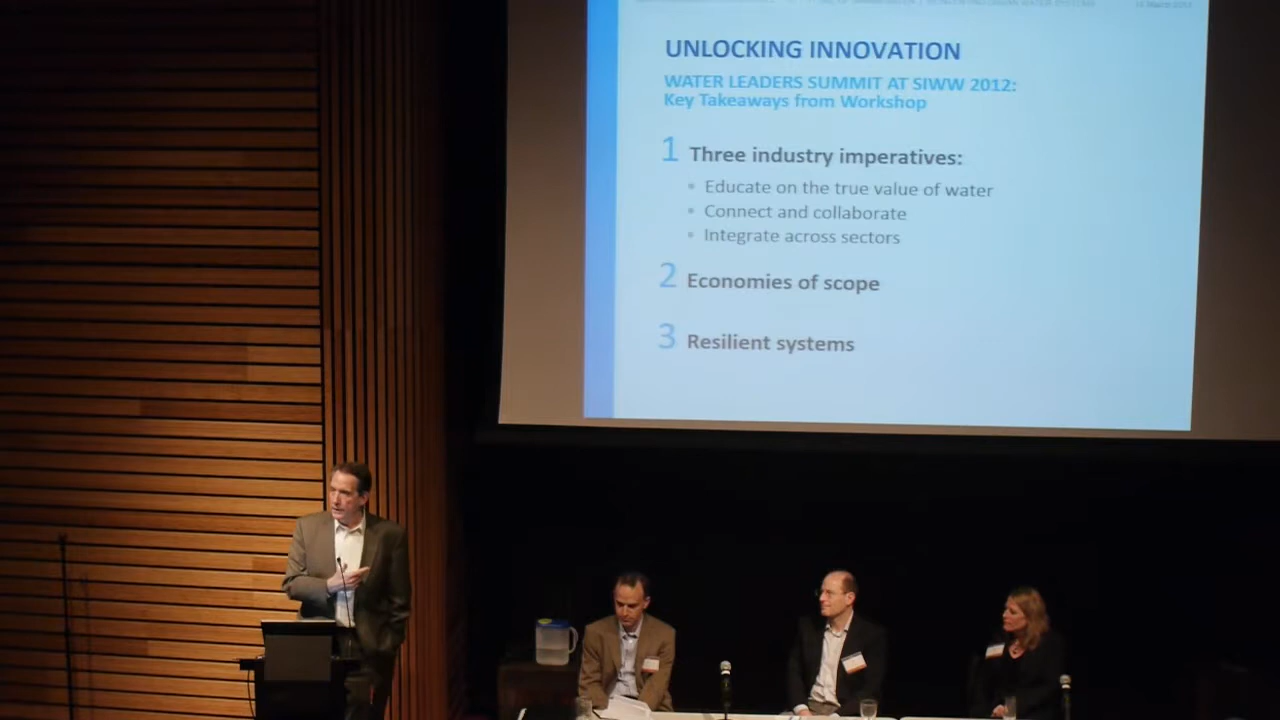 UNLOCKING INNOVATION
WATER LEADERS SUMMIT AT SIWW 2012:
Key Takeaways from Workshop
1 Three industry imperatives:
• Educate on the true value of water
• Connect and collaborate
• Integrate across sectors
2 Economies of scope
3 Resilient systems